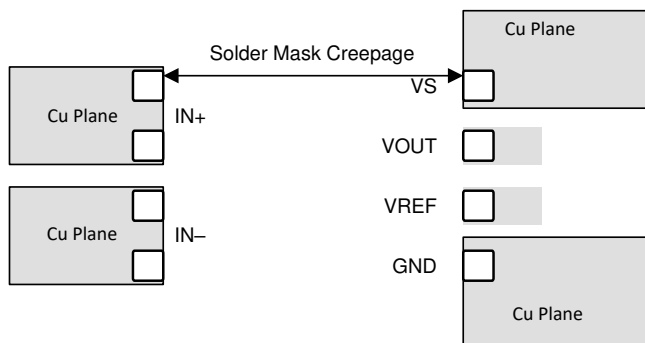 Cu Plane
Solder Mask Creepage
VS
Cu Plane
IN+
VOUT
VREF
Cu Plane
IN–
GND
Cu Plane